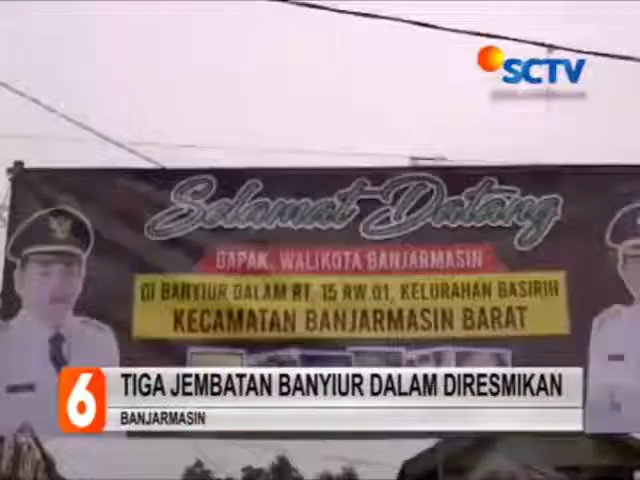 SCTV
Selamat Datang
BAPAK. WALIKOTA BANJARMASIN
DI BANYIUR DALAM RT. 15 RW.01, KELURAHAN BASIRIH
KECAMATAN BANJARMASIN BARAT
6 TIGA JEMBATAN BANYIUR DALAM DIRESMIKAN
BANJARMASIN